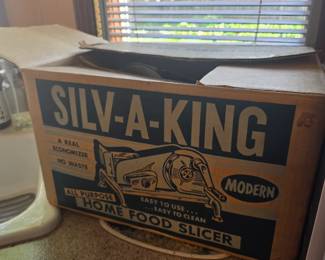 SILV-A-KING
A REAL
ECONOMIZER
NO WASTE
MODERN
ALL PURPOSE
EASY TO USE...
...EASY TO CLEAN
HOME FOOD SLICER